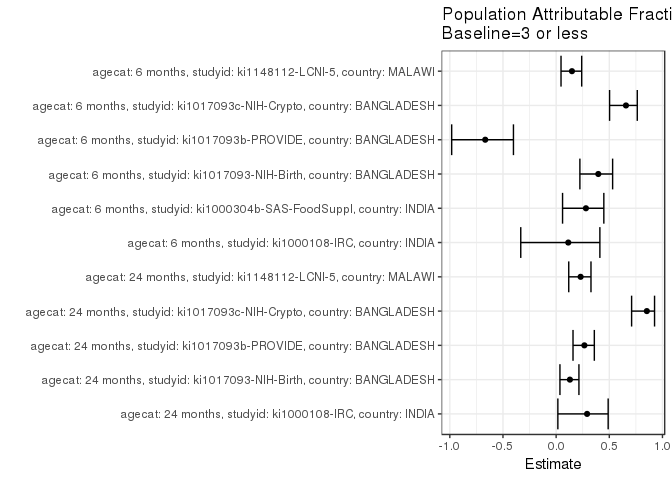 Population Attributable Fracti
Baseline=3 or less
agecat: 6 months, studyid: ki1148112-LCNI-5, country: MALAWI
agecat: 6 months, studyid: ki1017093c-NIH-Crypto, country: BANGLADESH
agecat: 6 months, studyid: ki1017093b-PROVIDE, country: BANGLADESH
agecat: 6 months, studyid: ki1017093-NIH-Birth, country: BANGLADESH
agecat: 6 months, studyid: ki1000304b-SAS-FoodSuppl, country: INDIA
agecat: 6 months, studyid: ki1000108-IRC, country: INDIA
agecat: 24 months, studyid: ki1148112-LCNI-5, country: MALAWI
agecat: 24 months, studyid: ki1017093c-NIH-Crypto, country: BANGLADESH
agecat: 24 months, studyid: ki1017093b-PROVIDE, country: BANGLADESH
agecat: 24 months, studyid: ki1017093-NIH-Birth, country: BANGLADESH
agecat: 24 months, studyid: ki1000108-IRC, country: INDIA
-1.0 -0.5 0.0 0.5 1.0
Estimate